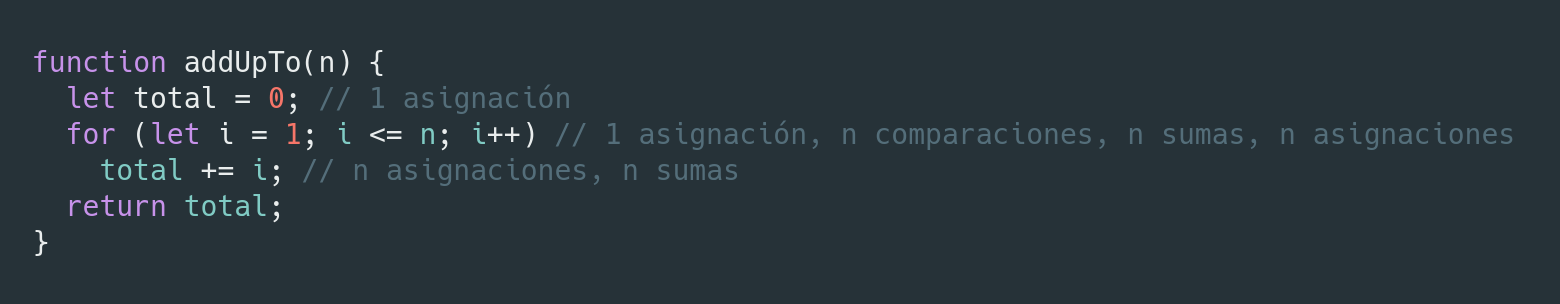 function addUpTo(n) {
  let total = 0; // 1 asignación
  for (let i = 1; i <= n; i++) // 1 asignación, n comparaciones, n sumas, n asignaciones
    total += i; // n asignaciones, n sumas
  return total;
}